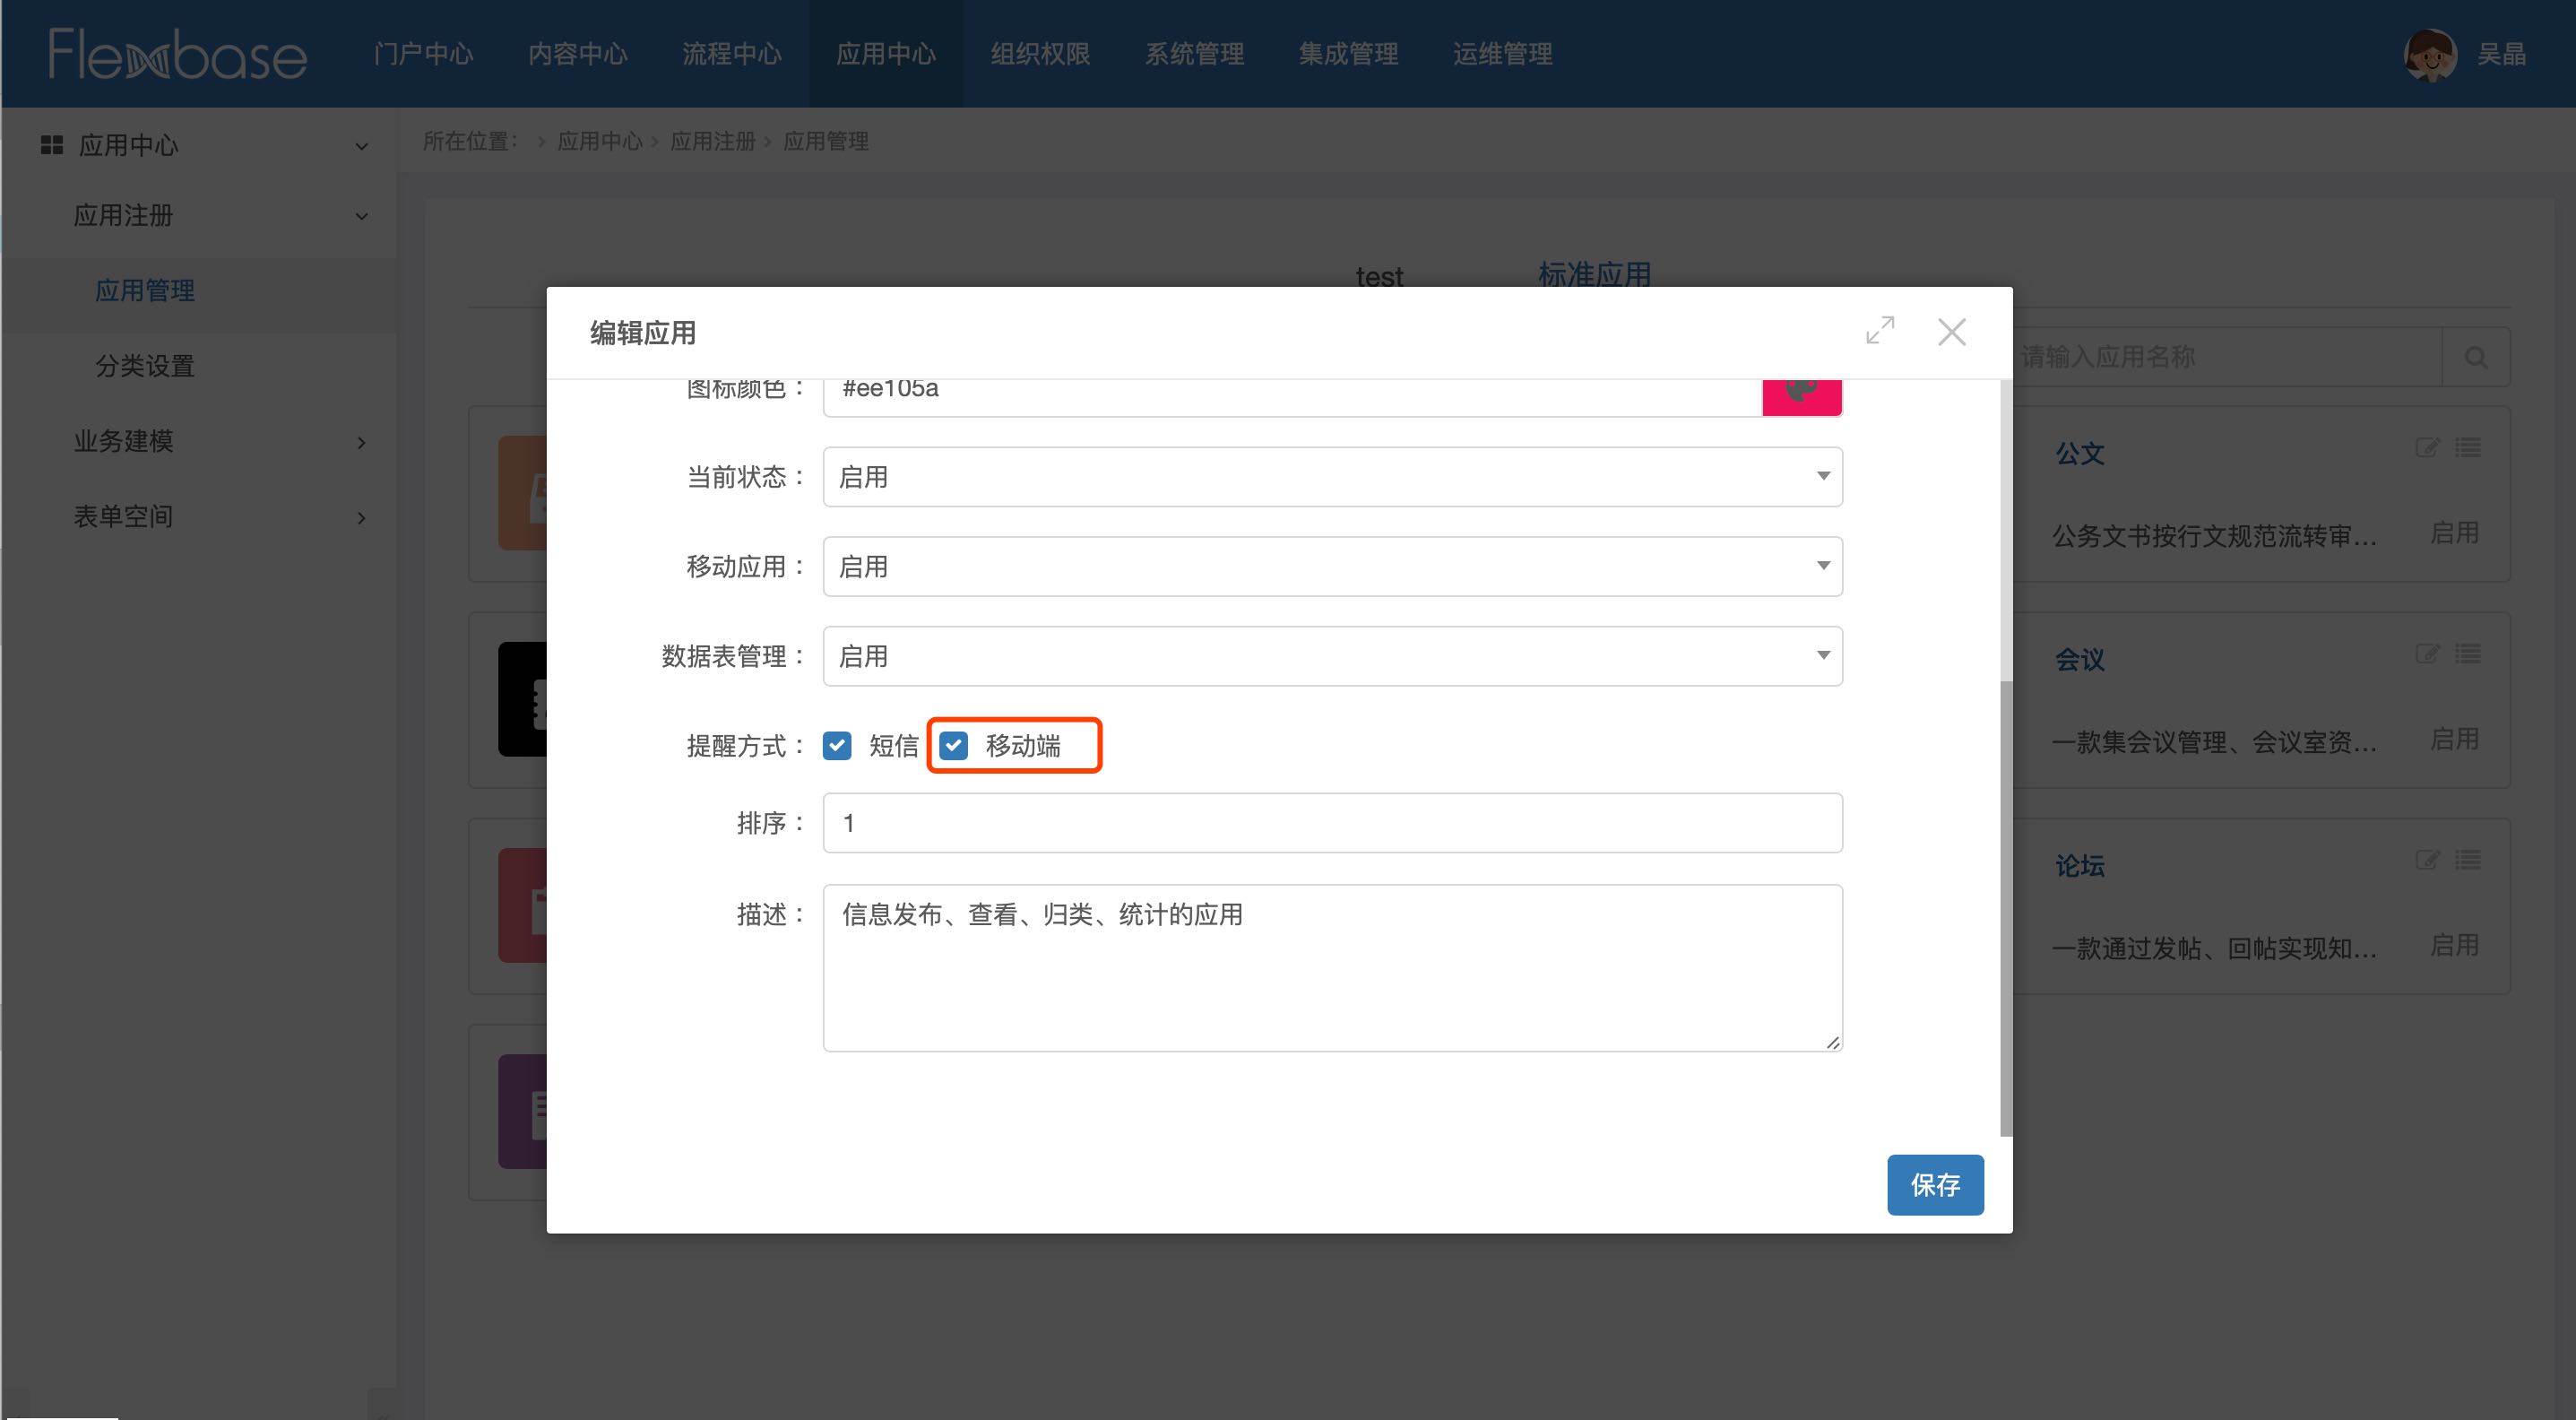 Flexbase
门户中心
内容中心
流程中心
应用中心
组织权限
系统管理
集成管理
运维管理
吴晶
应用中心
应用注册
应用管理
分类设置
业务建模
表单空间
所在位置： > 应用中心 > 应用注册 > 应用管理
test
标准应用
请输入应用名称
公文
公务文书按行文规范流转审...
启用
会议
一款集会议管理、会议室资...
启用
论坛
一款通过发帖、回帖实现知...
启用
编辑应用
图标颜色： #ee105a
当前状态： 启用
移动应用： 启用
数据表管理： 启用
提醒方式： 短信 移动端
排序： 1
描述： 信息发布、查看、归类、统计的应用
保存